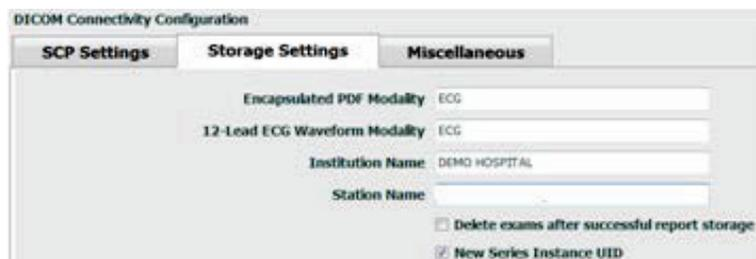 DICOM Connectivity Configuration
SCP Settings Storage Settings Miscellaneous
Encapsulated PDF Modality ECG
12-Lead ECG Waveform Modality ECG
Institution Name DEMO HOSPITAL
Station Name
Delete exams after successful report storage
New Series Instance UID